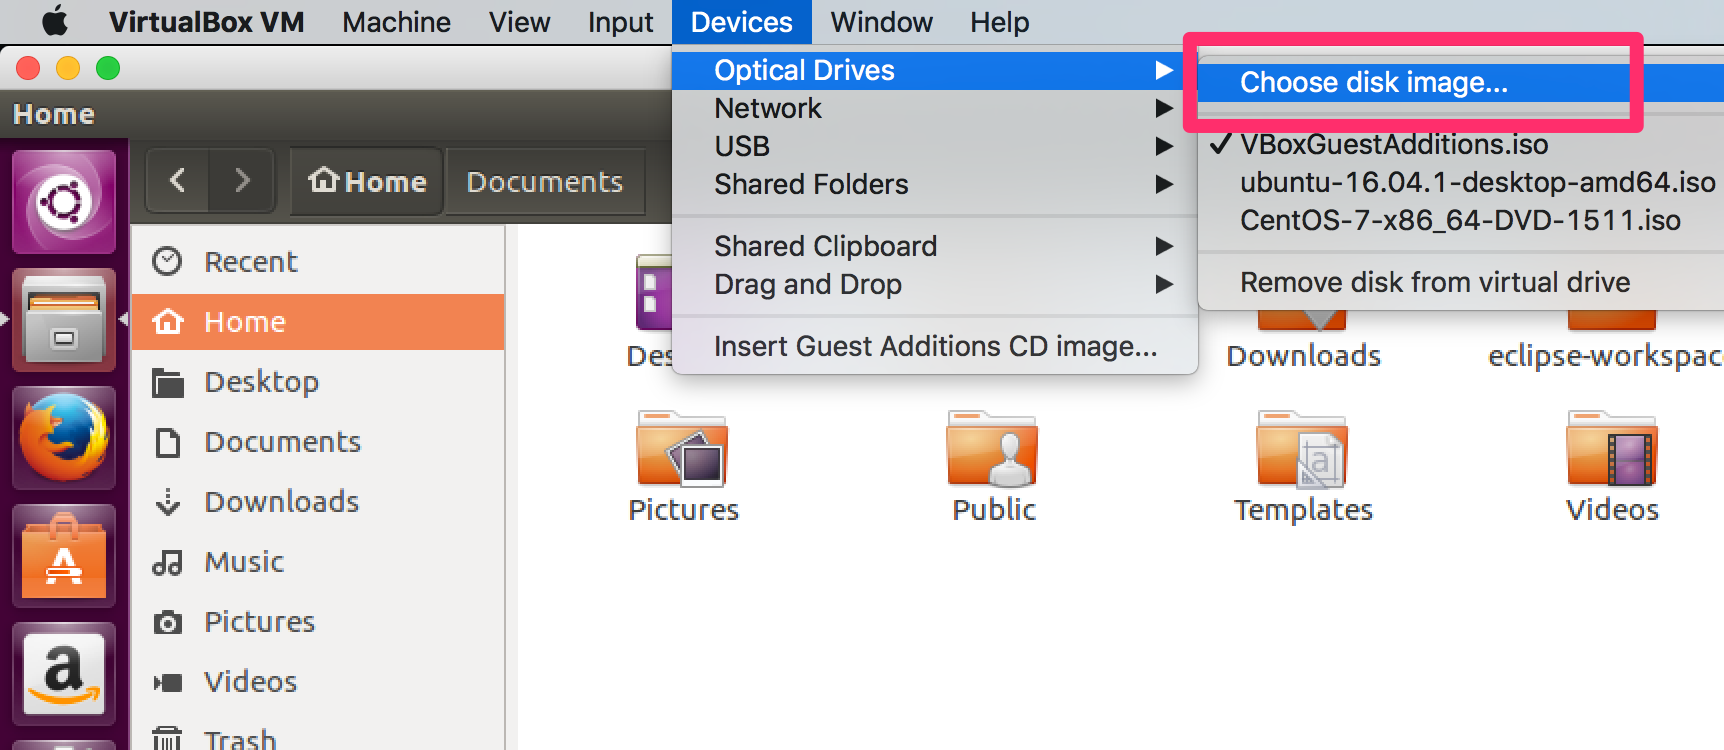 VirtualBox VM Machine View Input Devices Window Help
Optical Drives
Network
USB
Shared Folders
Shared Clipboard
Drag and Drop
Insert Guest Additions CD image...
Choose disk image...
VBoxGuestAdditions.iso
ubuntu-16.04.1-desktop-amd64.iso
CentOS-7-x86_64-DVD-1511.iso
Remove disk from virtual drive
Home
Home Documents
Recent
Home
Desktop
Documents
Downloads
Music
Pictures
Videos
Trash
Des
Downloads
eclipse-workspac
Pictures
Public
Templates
Videos